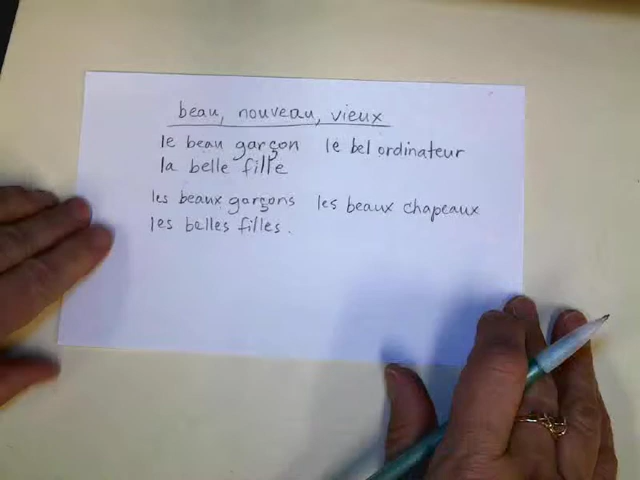 beau, nouveau, vieux
le beau garçon le bel ordinateur
la belle fille
les beaux garçons les beaux chapeaux
les belles filles.